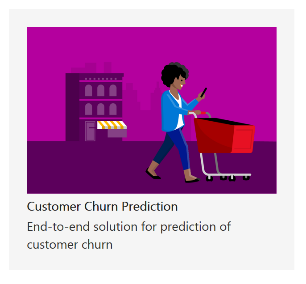 Customer Churn Prediction
End-to-end solution for prediction of
customer churn